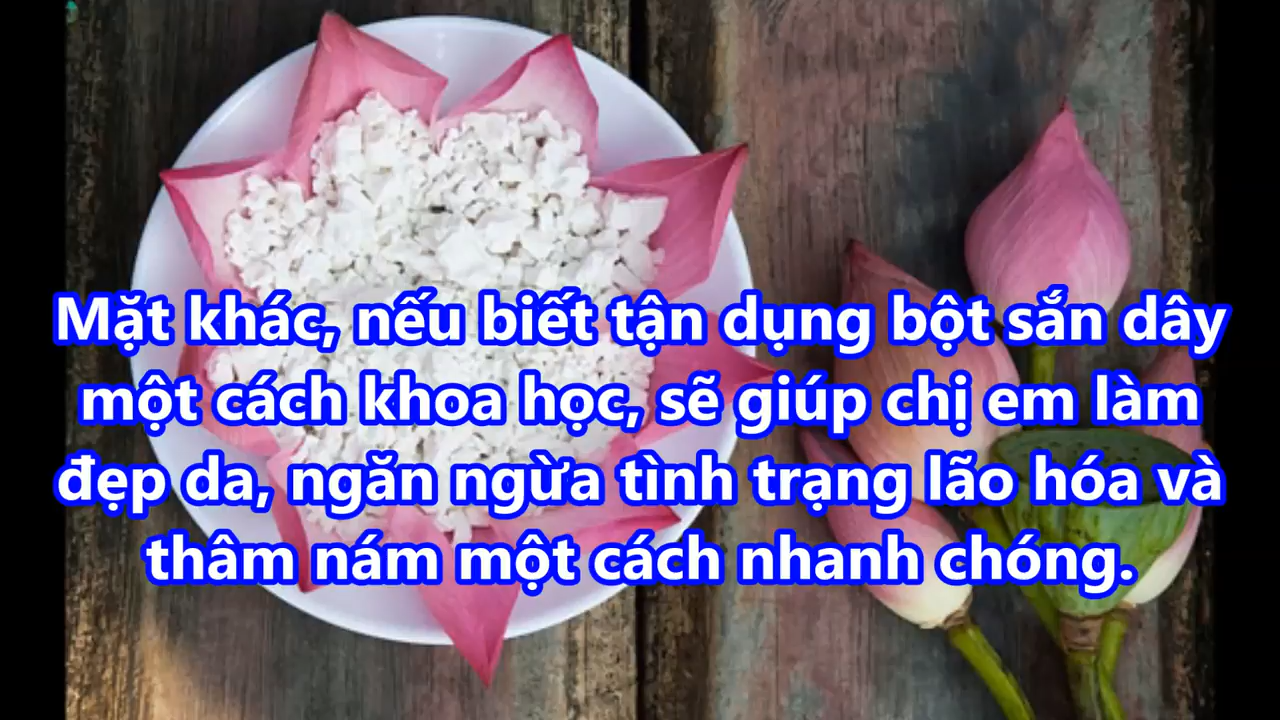 Mặt khác, nếu biết tận dụng bột sắn dây
một cách khoa học, sẽ giúp chị em làm
đẹp da, ngăn ngừa tình trạng lão hóa và
thâm nám một cách nhanh chóng.